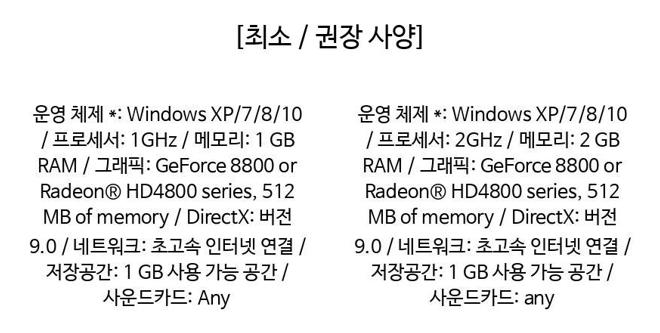 [최소 / 권장 사양]
운영 체제 *: Windows XP/7/8/10
/ 프로세서: 1GHz / 메모리: 1 GB
RAM / 그래픽: GeForce 8800 or
Radeon® HD4800 series, 512
MB of memory / DirectX: 버전
9.0 / 네트워크: 초고속 인터넷 연결 /
저장공간: 1 GB 사용 가능 공간 /
사운드카드: Any
운영 체제 *: Windows XP/7/8/10
/ 프로세서: 2GHz / 메모리: 2 GB
RAM / 그래픽: GeForce 8800 or
Radeon® HD4800 series, 512
MB of memory / DirectX: 버전
9.0 / 네트워크: 초고속 인터넷 연결 /
저장공간: 1 GB 사용 가능 공간 /
사운드카드: any